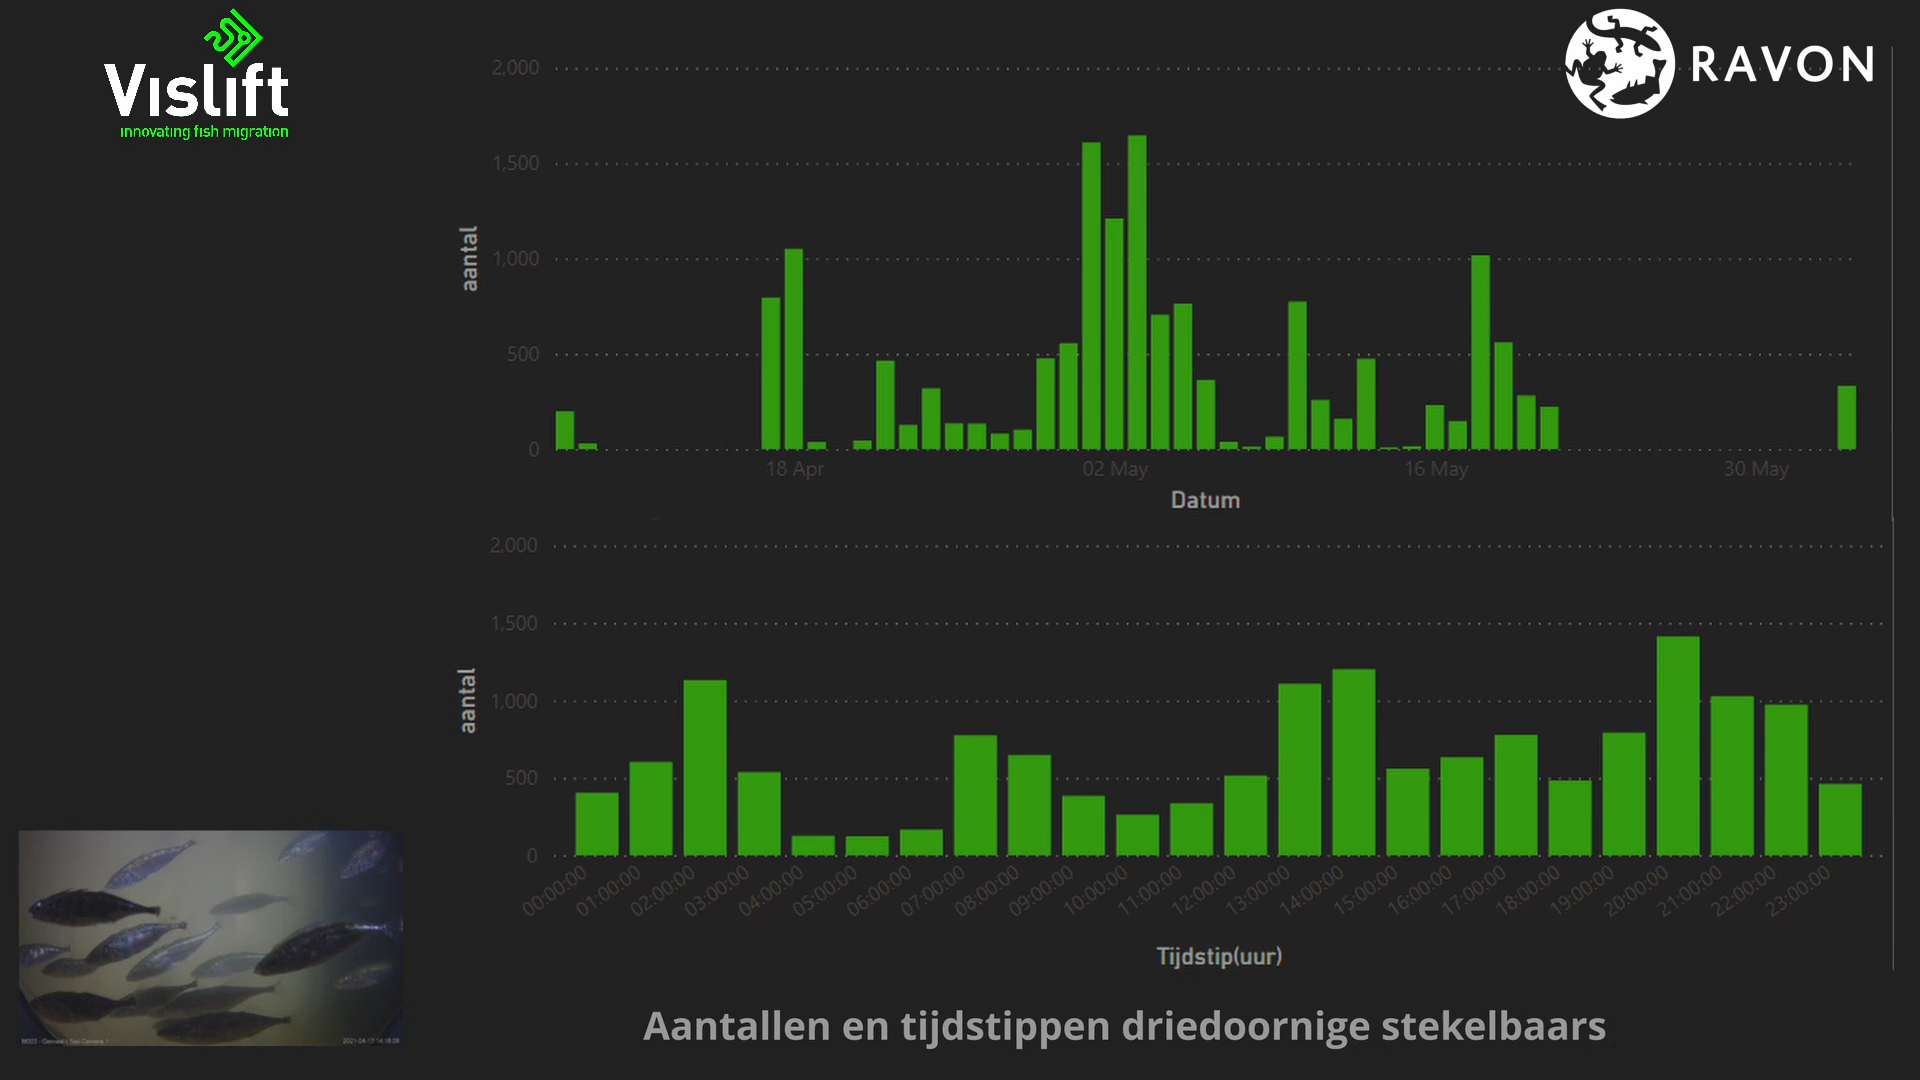 Vislift
innovating fish migration
RAVON
2,000
1,500
1,000
500
0
aantal
18 Apr
02 May
16 May
30 May
Datum
2,000
1,500
1,000
500
0
aantal
00:00:00
01:00:00
02:00:00
03:00:00
04:00:00
05:00:00
06:00:00
07:00:00
08:00:00
09:00:00
10:00:00
11:00:00
12:00:00
13:00:00
14:00:00
15:00:00
16:00:00
17:00:00
18:00:00
19:00:00
20:00:00
21:00:00
22:00:00
23:00:00
Tijdstip(uur)
Aantallen en tijdstippen driedoornige stekelbaars